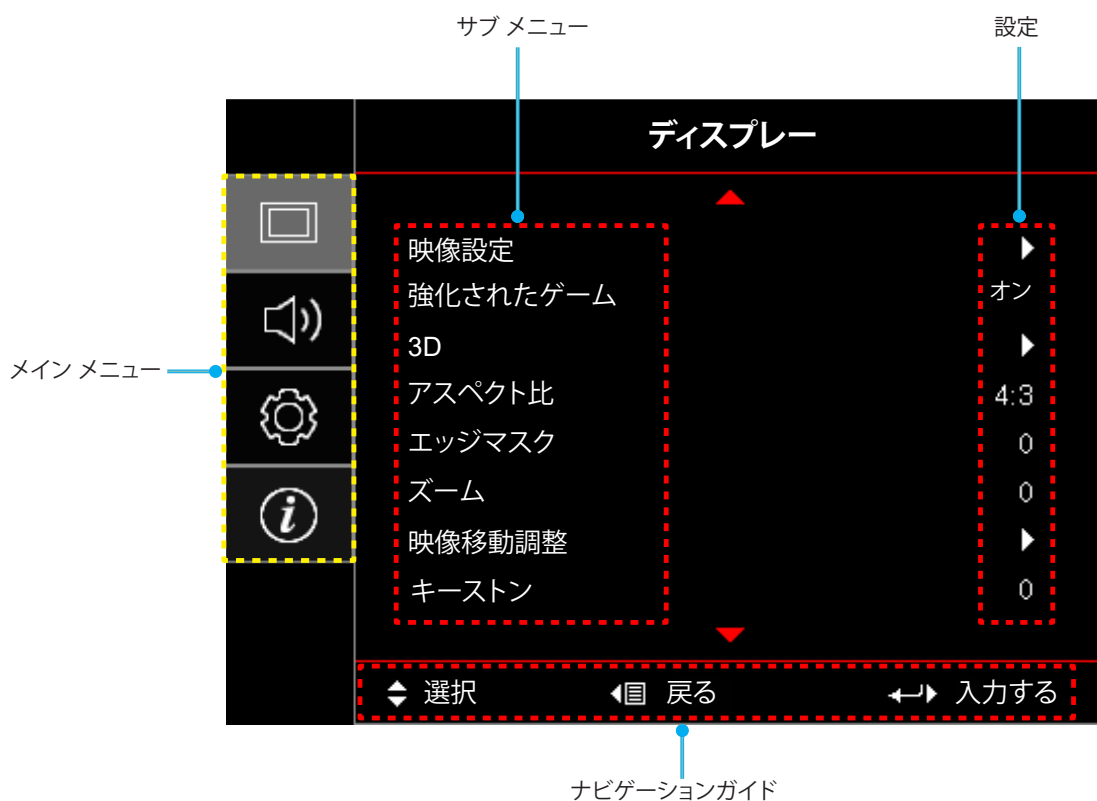 サブ メニュー
設定
ディスプレー
映像設定
強化されたゲーム オン
3D
アスペクト比 4:3
メイン メニュー
エッジマスク 0
ズーム 0
映像移動調整
キーストン 0
選択 戻る 入力する
ナビゲーションガイド